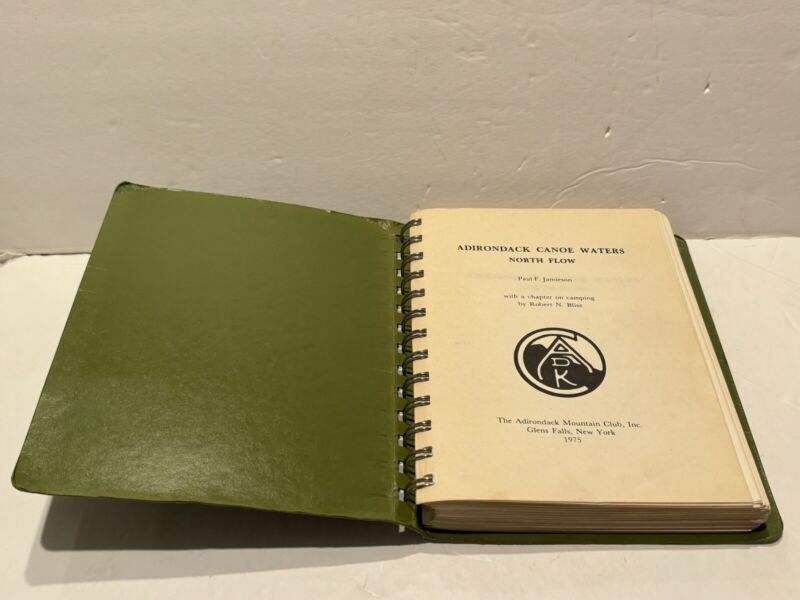 ADIRONDACK CANOE WATERS
NORTH FLOW
Paul F. Jamieson
with a chapter on camping
by Robert N. Bliss
ADK
The Adirondack Mountain Club, Inc.
Glens Falls, New York
1975